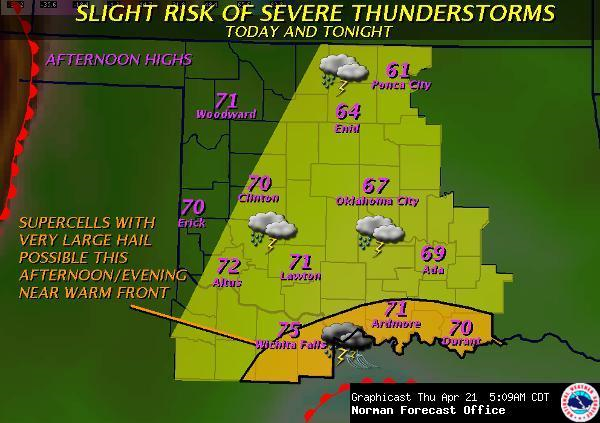 SLIGHT RISK OF SEVERE THUNDERSTORMS
TODAY AND TONIGHT
AFTERNOON HIGHS
61
Ponca City
71
Woodward
64
Enid
70
Clinton
67
Oklahoma City
70
Erick
SUPERCELLS WITH
VERY LARGE HAIL
POSSIBLE THIS
AFTERNOON/EVENING
NEAR WARM FRONT
72
Altus
71
Lawton
69
Ada
75
Wichita Falls
71
Ardmore
70
Durant
Graphicast Thu Apr 21 5:09AM CDT
Norman Forecast Office